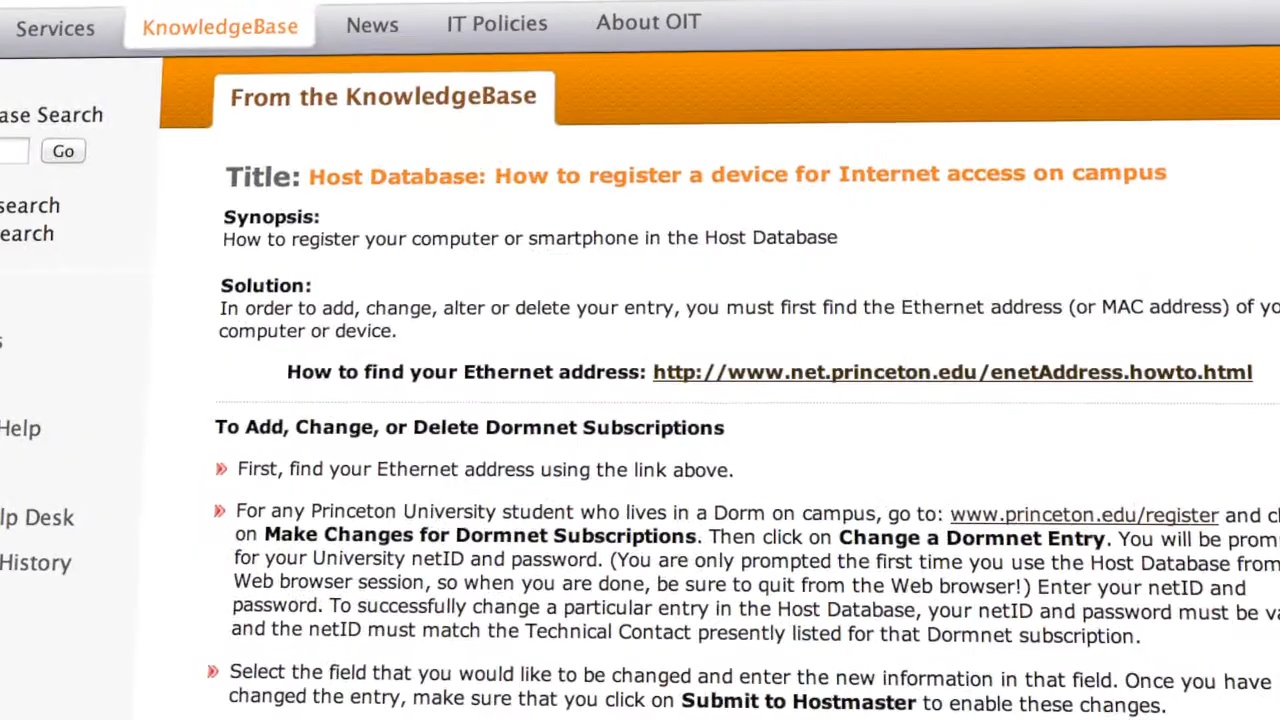 Services KnowledgeBase News IT Policies About OIT
From the KnowledgeBase
Search
Go
Title: Host Database: How to register a device for Internet access on campus
search
Synopsis:
How to register your computer or smartphone in the Host Database
Solution:
In order to add, change, alter or delete your entry, you must first find the Ethernet address (or MAC address) of
computer or device.
How to find your Ethernet address: http://www.net.princeton.edu/enetAddress.howto.html
To Add, Change, or Delete Dormnet Subscriptions
Help
» First, find your Ethernet address using the link above.
» For any Princeton University student who lives in a Dorm on campus, go to: www.princeton.edu/register and
Desk
on Make Changes for Dormnet Subscriptions. Then click on Change a Dormnet Entry. You will be
for your University netID and password. (You are only prompted the first time you use the Host Database from
History
Web browser session, so when you are done, be sure to quit from the Web browser!) Enter your netID and
password. To successfully change a particular entry in the Host Database, your netID and password must be
and the netID must match the Technical Contact presently listed for that Dormnet subscription.
» Select the field that you would like to be changed and enter the new information in that field. Once you have
changed the entry, make sure that you click on Submit to Hostmaster to enable these changes.